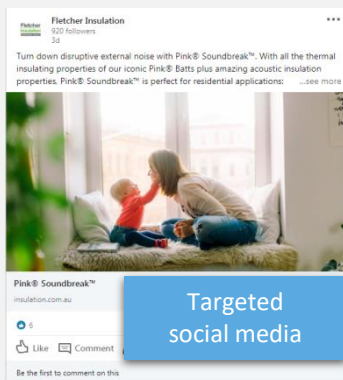 Fletcher Insulation
920 followers
3d
Turn down disruptive external noise with Pink® Soundbreak™. With all the thermal
insulating properties of our iconic Pink® Batts plus amazing acoustic insulation
properties, Pink® Soundbreak™ is perfect for residential applications: ...see more
Pink® Soundbreak™
insulation.com.au
Targeted
social media
6
Like Comment
Be the first to comment on this